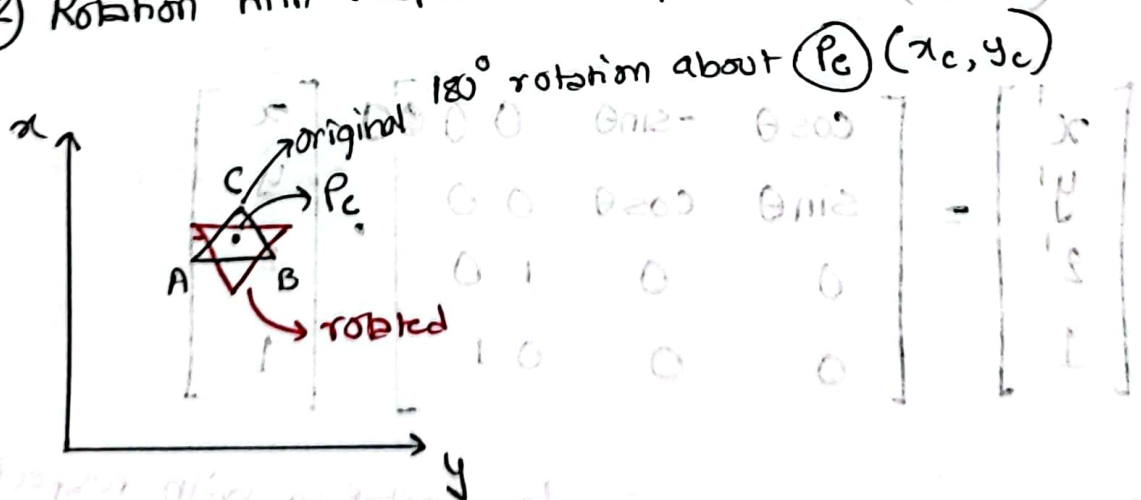 Rotation
180° rotation about Pc (xc, yc)
x
original
C
Pc
A
B
rotated
y